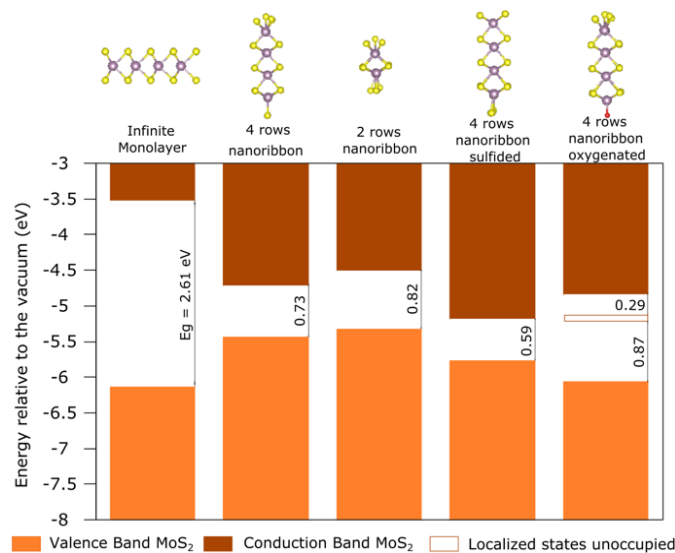 Infinite
Monolayer
4 rows
nanoribbon
2 rows
nanoribbon
4 rows
nanoribbon
sulfided
4 rows
nanoribbon
oxygenated
Energy relative to the vacuum (eV)
-3
-3.5
-4
-4.5
-5
-5.5
-6
-6.5
-7
-7.5
-8
Eg = 2.61 eV
0.73
0.82
0.59
0.29
0.87
Valence Band MoS₂
Conduction Band MoS₂
Localized states unoccupied